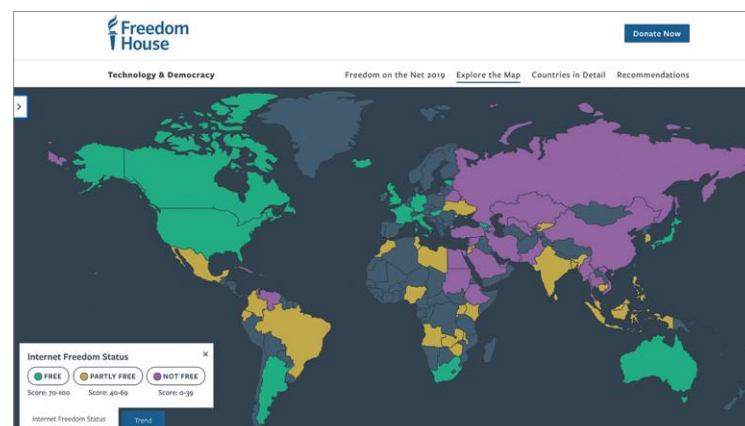 Freedom
House
Donate Now
Technology & Democracy
Freedom on the Net 2019
Explore the Map
Countries in Detail
Recommendations
>
Internet Freedom Status
×
FREE
PARTLY FREE
NOT FREE
Score: 70-100
Score: 40-69
Score: 0-39
Internet Freedom Status
Trend